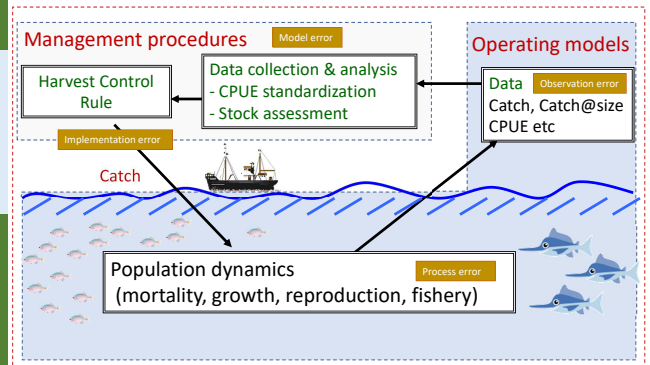 Management procedures
Model error
Operating models
Harvest Control
Rule
Data collection & analysis
- CPUE standardization
- Stock assessment
Data
Observation error
Catch, Catch@size
CPUE etc
Implementation error
Catch
Population dynamics
Process error
(mortality, growth, reproduction, fishery)